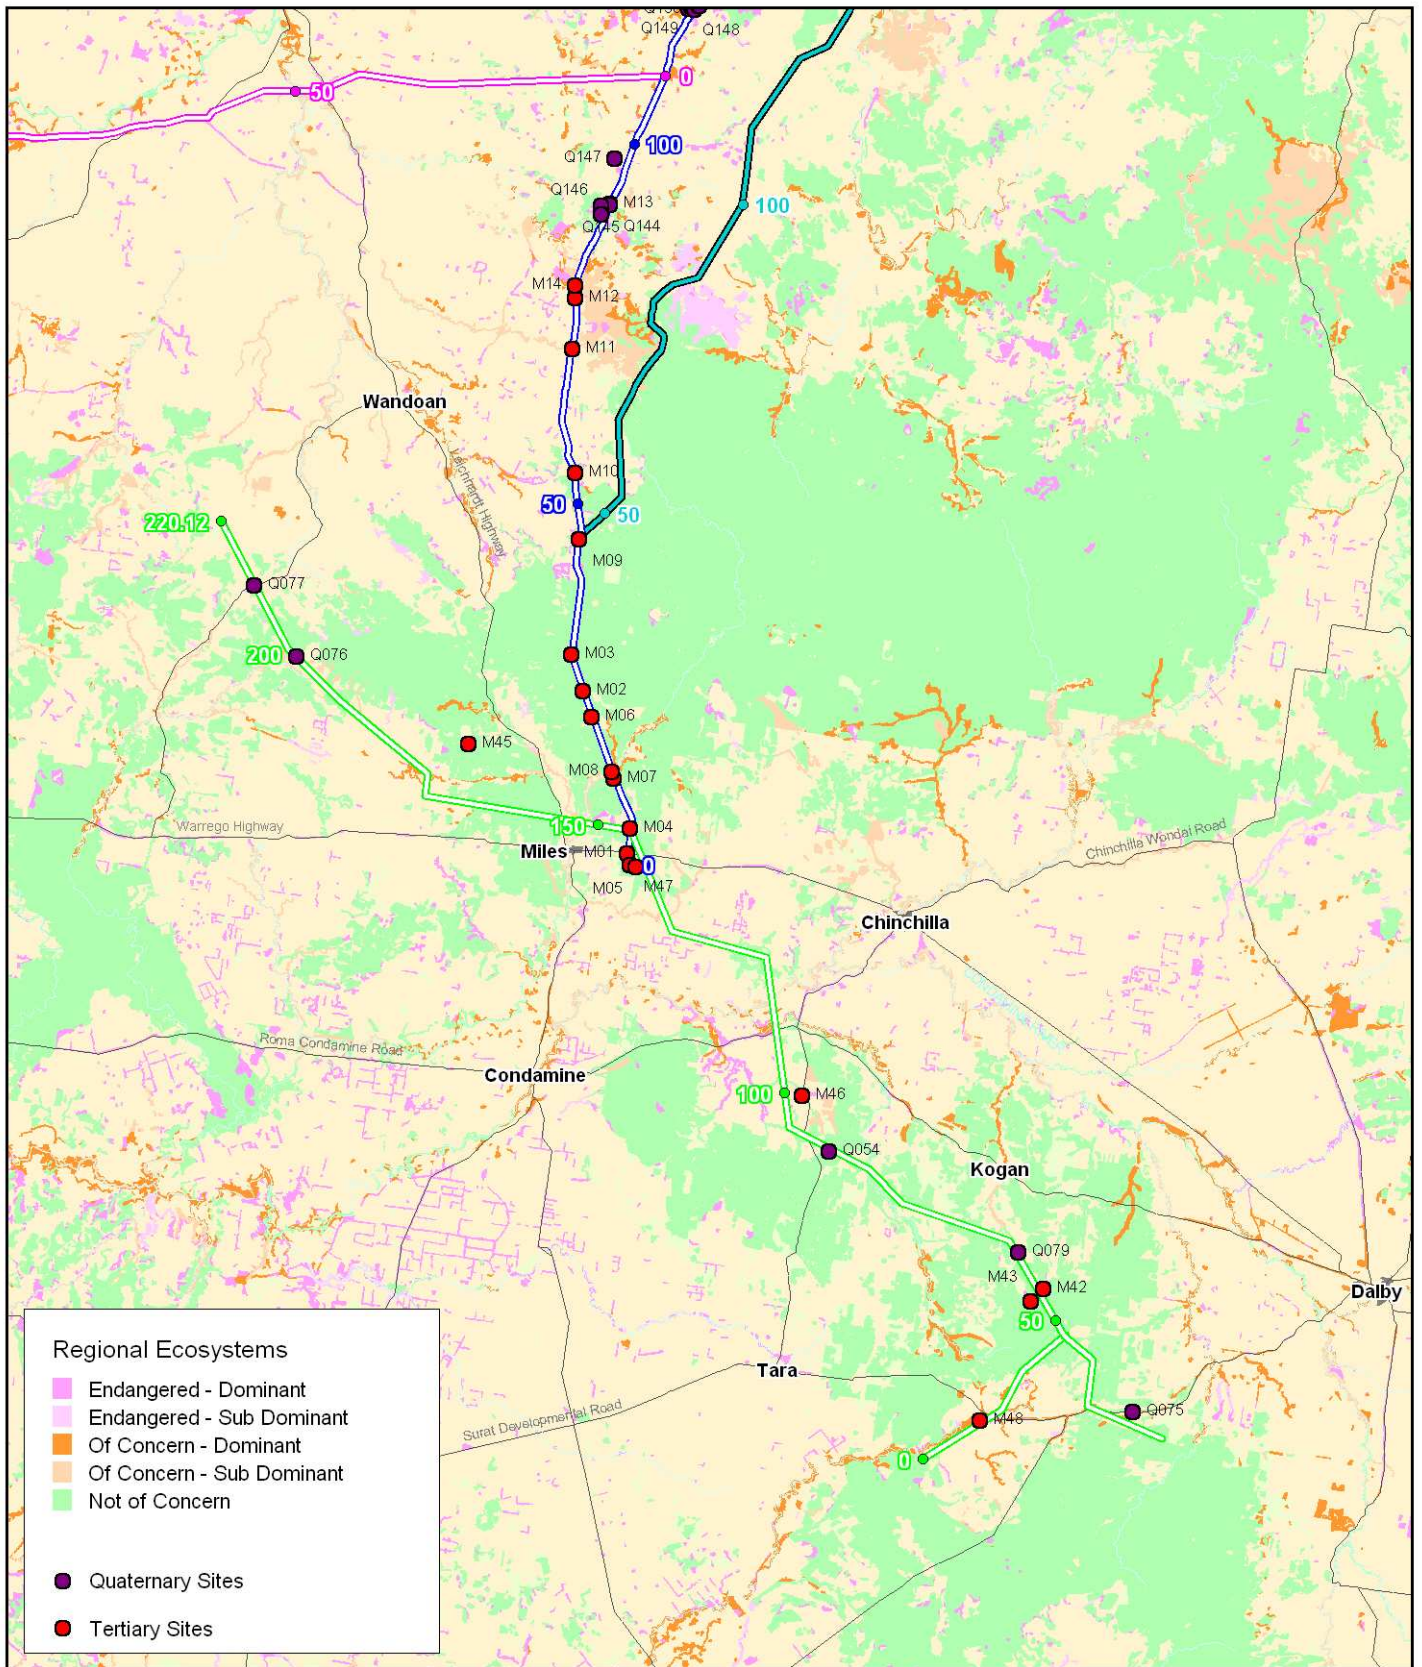 Q149
Q148
0
50
100
Q147
Q146
M13
Q145
Q144
100
M14
M12
M11
Wandoan
Leichhardt Highway
M10
50
50
220.12
M09
Q077
200
Q076
M03
M02
M06
M45
M08
M07
150
M04
Warrego Highway
Chinchilla Wondai Road
Miles
M01
0
M05
M47
Chinchilla
Roma Condamine Road
Condamine
100
M46
Q054
Kogan
Q079
M43
M42
Dalby
50
Tara
Surat Developmental Road
M48
Q075
0
Regional Ecosystems
Endangered - Dominant
Endangered - Sub Dominant
Of Concern - Dominant
Of Concern - Sub Dominant
Not of Concern
Quaternary Sites
Tertiary Sites